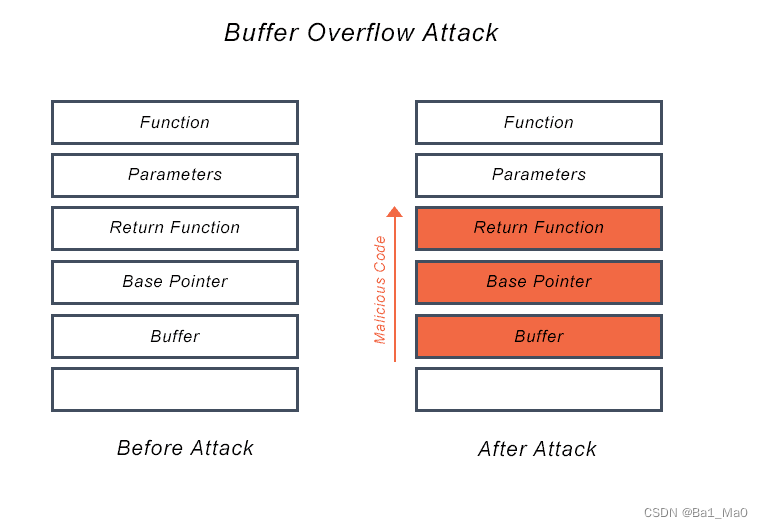 Buffer Overflow Attack
Function
Parameters
Return Function
Base Pointer
Buffer
Before Attack
Malicious Code
Function
Parameters
Return Function
Base Pointer
Buffer
After Attack
CSDN @Ba1_Ma0